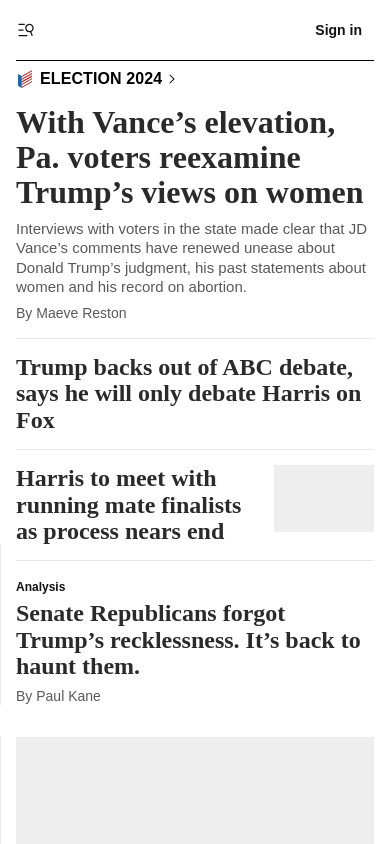 Sign in
ELECTION 2024
With Vance’s elevation,
Pa. voters reexamine
Trump’s views on women
Interviews with voters in the state made clear that JD
Vance’s comments have renewed unease about
Donald Trump’s judgment, his past statements about
women and his record on abortion.
By Maeve Reston
Trump backs out of ABC debate,
says he will only debate Harris on
Fox
Harris to meet with
running mate finalists
as process nears end
Analysis
Senate Republicans forgot
Trump’s recklessness. It’s back to
haunt them.
By Paul Kane